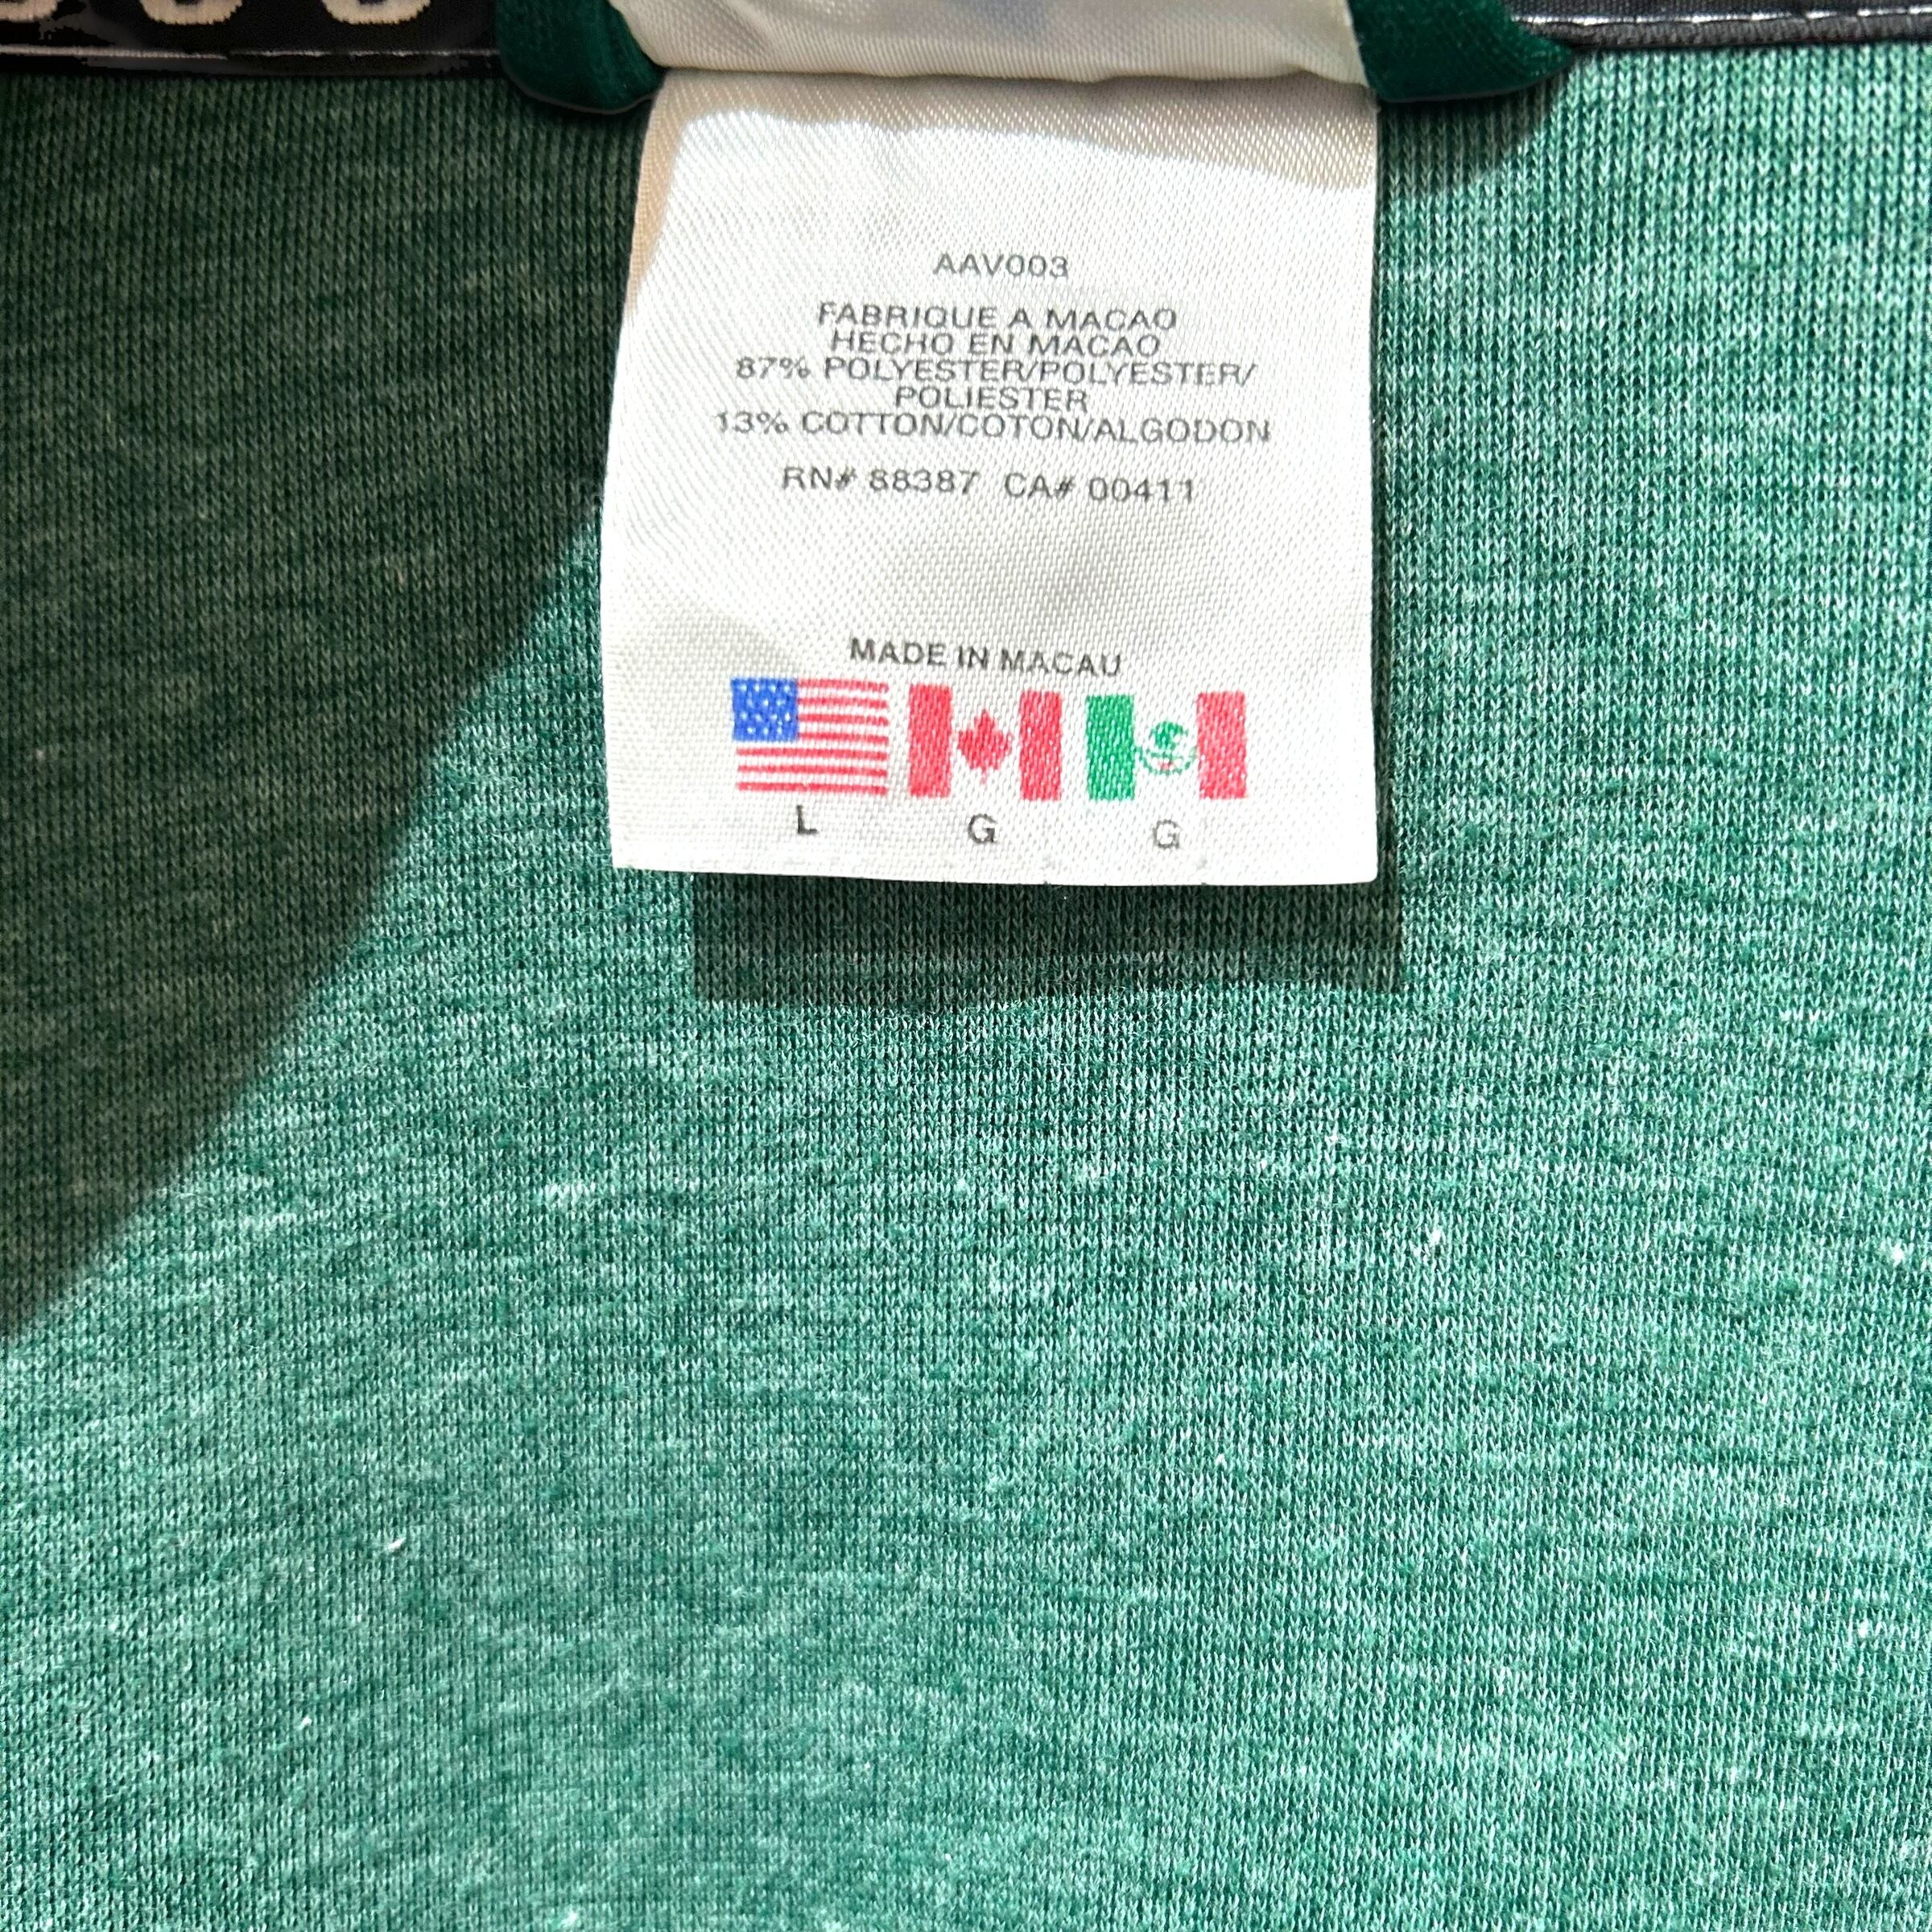 AAV003
FABRIQUE A MACAO
HECHO EN MACAO
87% POLYESTER/POLYESTER/
POLIESTER
13% COTTON/COTON/ALGODON
RN# 88387 CA# 00411
MADE IN MACAU
L G G